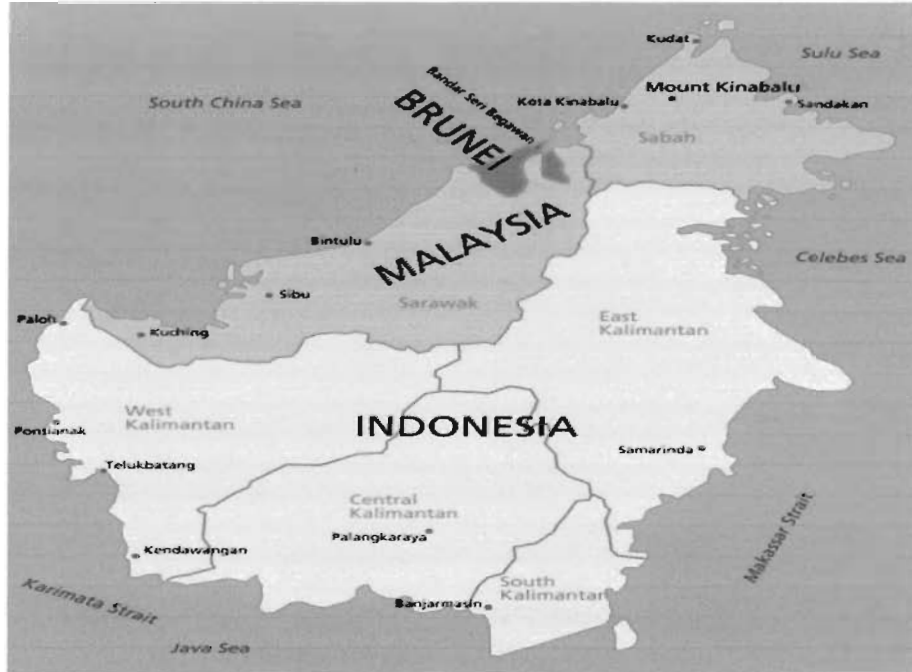 Kudat
Sulu Sea
South China Sea
Bandar Seri Begawan
BRUNEI
Kota Kinabalu
Mount Kinabalu
Sandakan
Sabah
MALAYSIA
Bintulu
Celebes Sea
Sibu
Sarawak
Paloh
Kuching
East
Kalimantan
West
Kalimantan
INDONESIA
Pontianak
Samarinda
Telukbatang
Central
Kalimantan
Palangkaraya
Makassar Strait
Kendawangan
South
Kalimantan
Karimata Strait
Banjarmasin
Java Sea